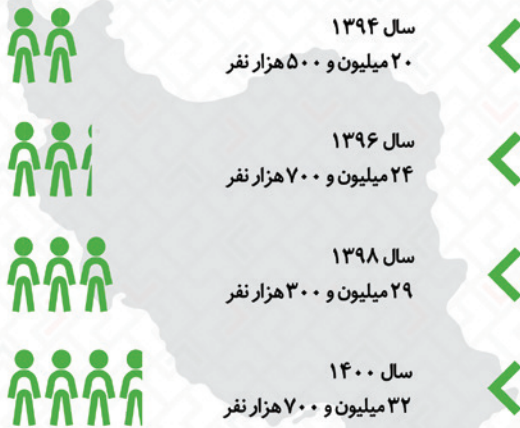 سال ۱۳۹۴
۲۰ میلیون و ۵۰۰ هزار نفر
سال ۱۳۹۶
۲۴ میلیون و ۷۰۰ هزار نفر
سال ۱۳۹۸
۲۹ میلیون و ۳۰۰ هزار نفر
سال ۱۴۰۰
۳۲ میلیون و ۷۰۰ هزار نفر